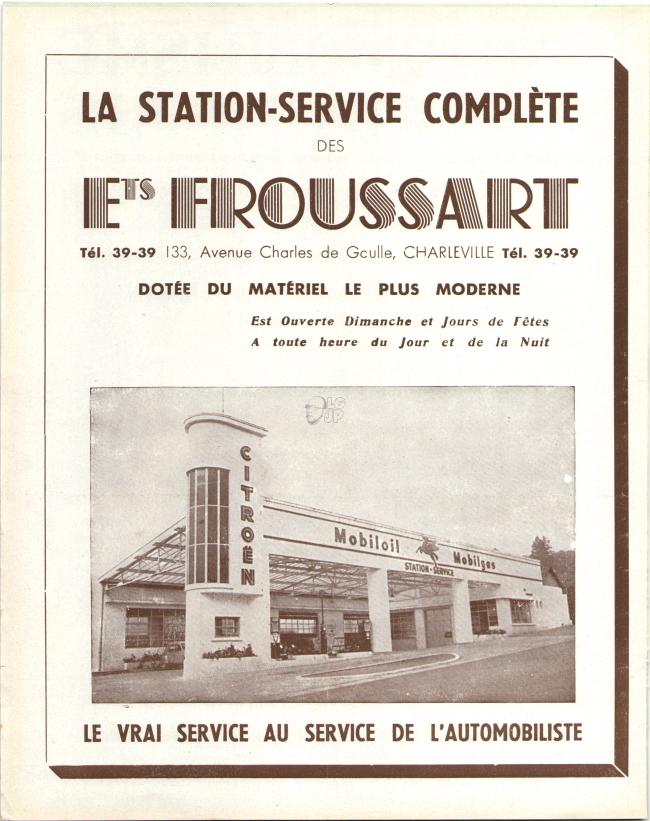 LA STATION-SERVICE COMPLÈTE
DES
ETS FROUSSART
Tél. 39-39 133, Avenue Charles de Gculle, CHARLEVILLE Tél. 39-39
DOTÉE DU MATÉRIEL LE PLUS MODERNE
Est Ouverte Dimanche et Jours de Fêtes
A toute heure du Jour et de la Nuit
LG
JP
CITROËN
Mobiloil Mobilgas
STATION-SERVICE
LE VRAI SERVICE AU SERVICE DE L'AUTOMOBILISTE